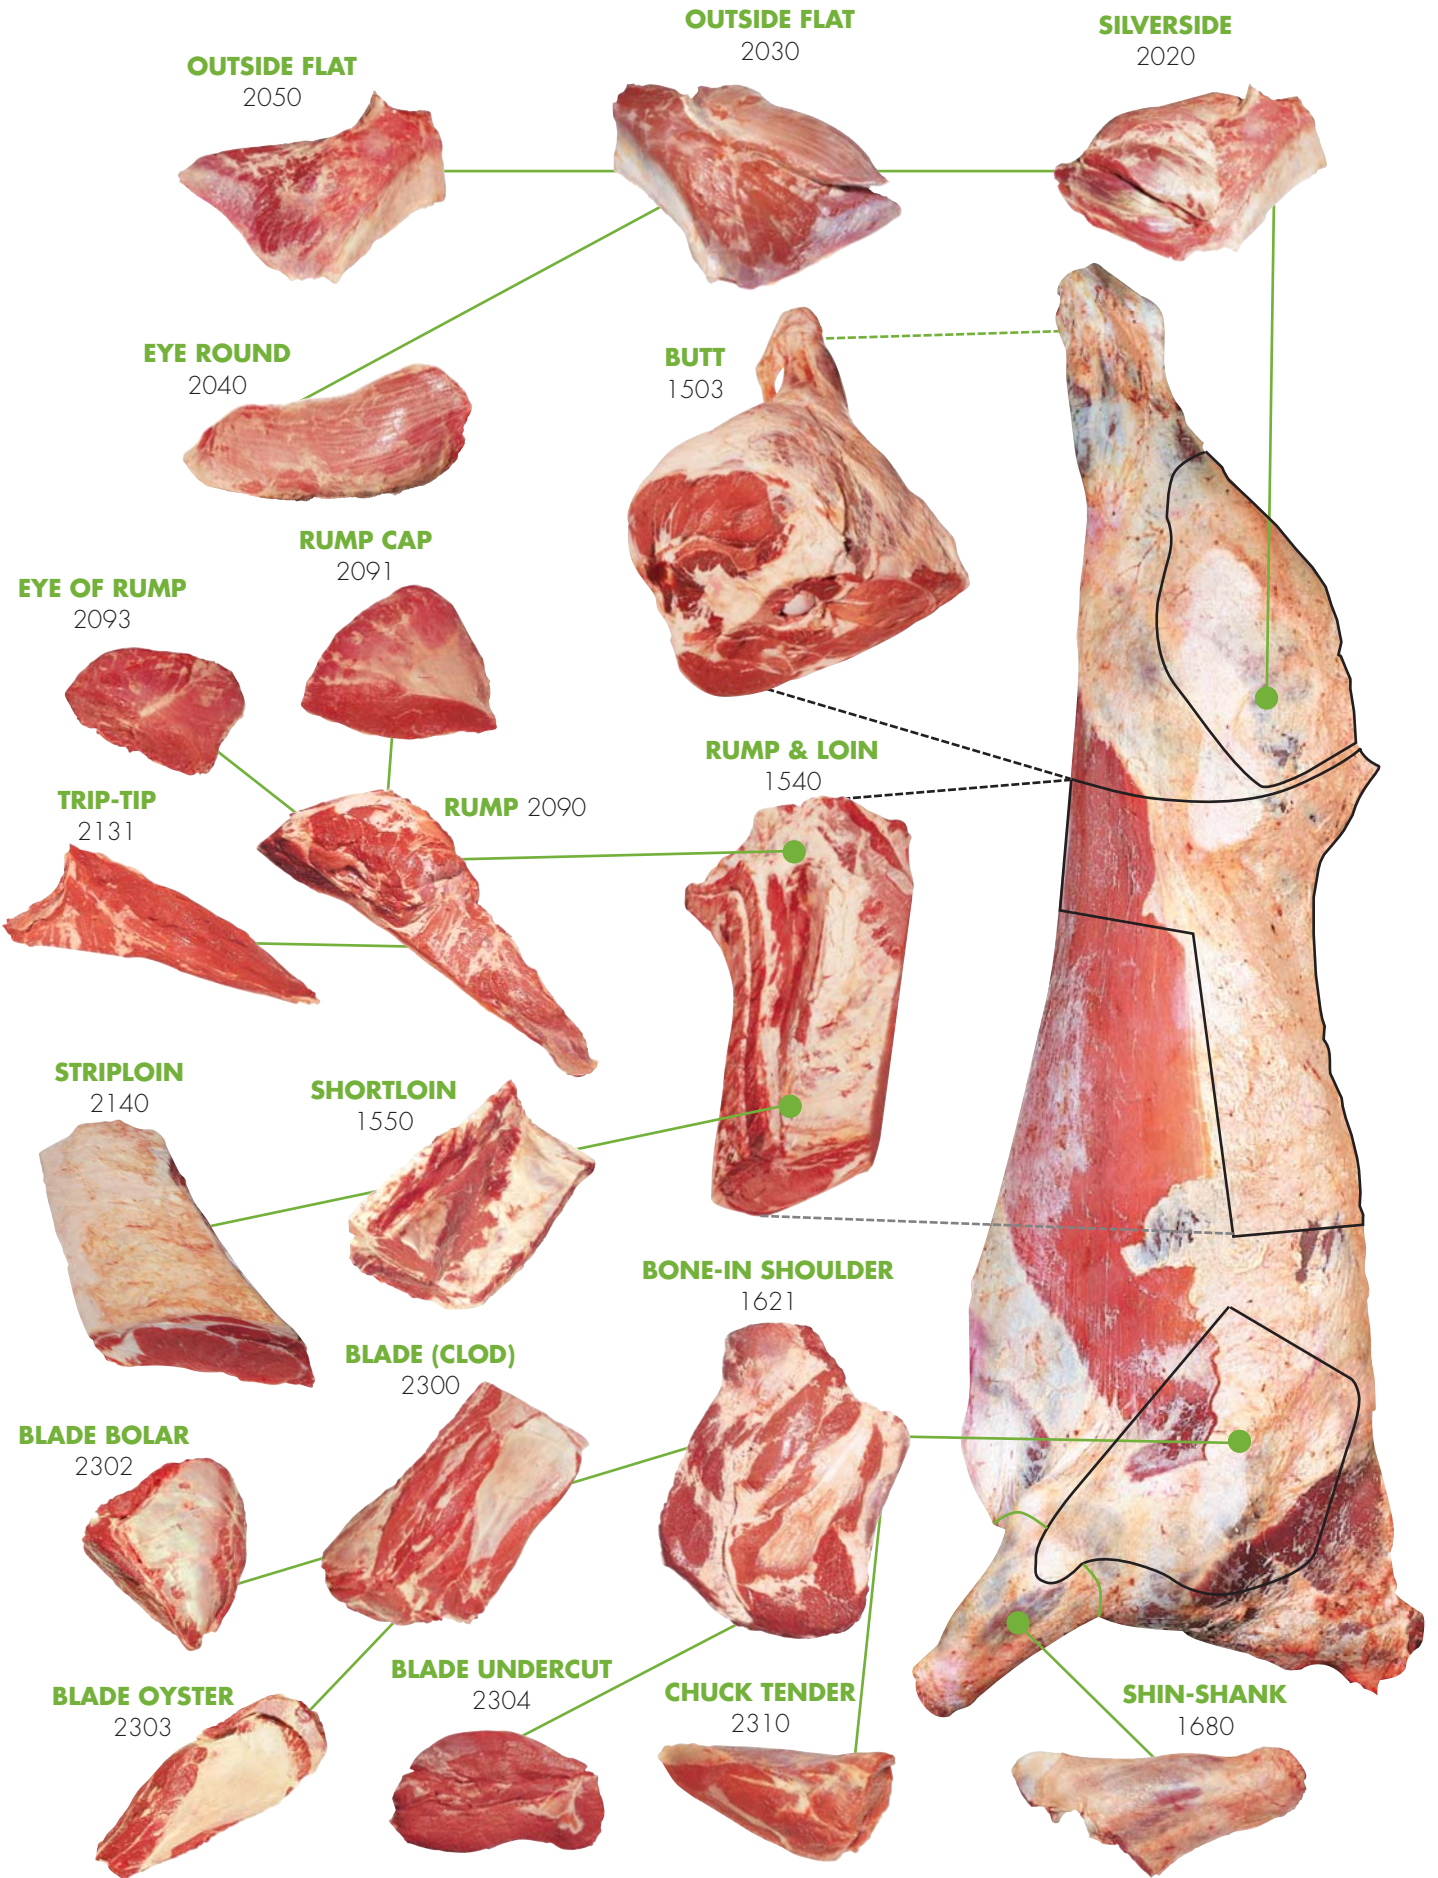 OUTSIDE FLAT
2030
SILVERSIDE
2020
OUTSIDE FLAT
2050
EYE ROUND
2040
BUTT
1503
RUMP CAP
2091
EYE OF RUMP
2093
RUMP & LOIN
1540
TRIP-TIP
2131
RUMP 2090
STRIPLOIN
2140
SHORTLOIN
1550
BONE-IN SHOULDER
1621
BLADE (CLOD)
2300
BLADE BOLAR
2302
BLADE UNDERCUT
2304
BLADE OYSTER
2303
CHUCK TENDER
2310
SHIN-SHANK
1680